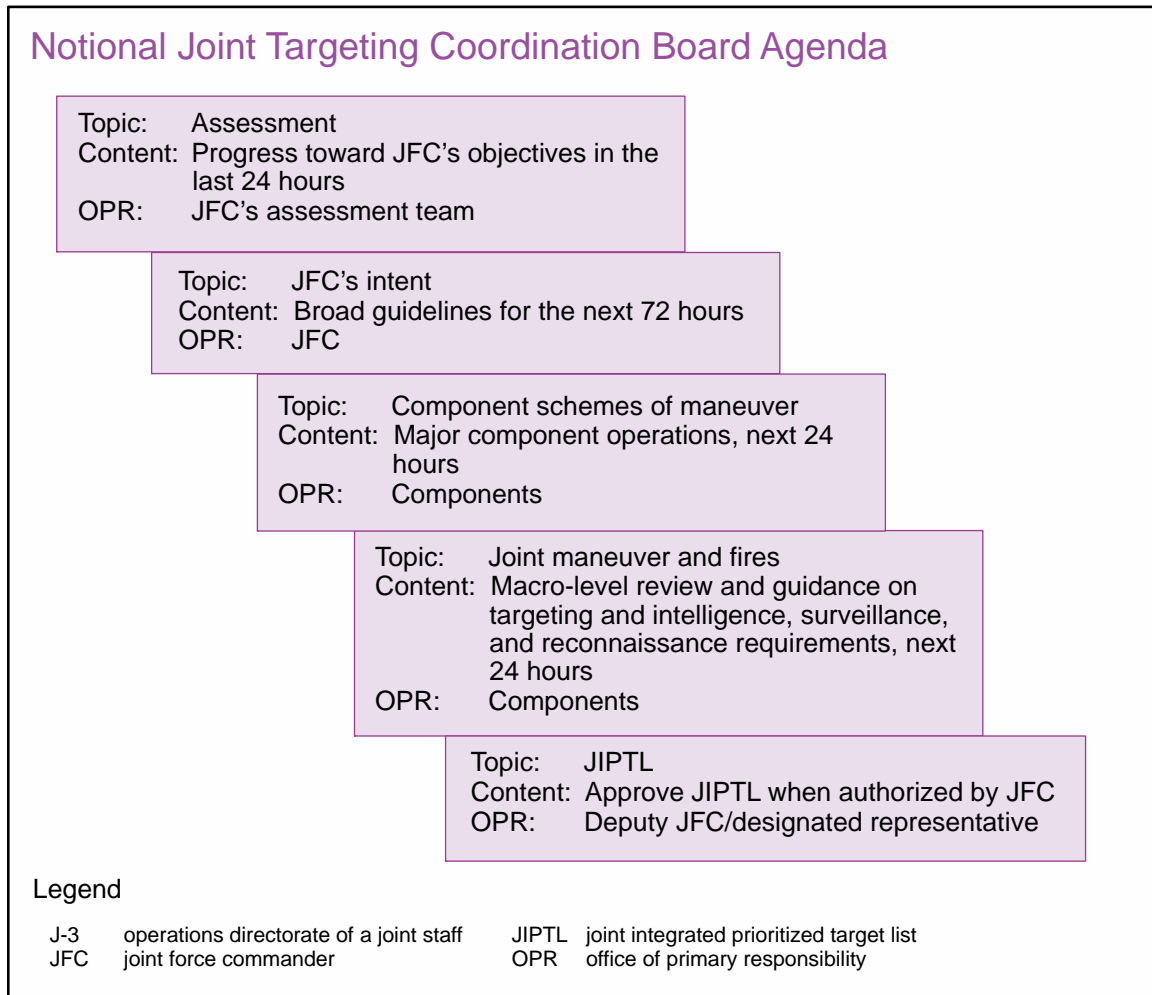 Notional Joint Targeting Coordination Board Agenda
Topic: Assessment
Content: Progress toward JFC’s objectives in the
last 24 hours
OPR: JFC’s assessment team
Topic: JFC’s intent
Content: Broad guidelines for the next 72 hours
OPR: JFC
Topic: Component schemes of maneuver
Content: Major component operations, next 24
hours
OPR: Components
Topic: Joint maneuver and fires
Content: Macro-level review and guidance on
targeting and intelligence, surveillance,
and reconnaissance requirements, next
24 hours
OPR: Components
Topic: JIPTL
Content: Approve JIPTL when authorized by JFC
OPR: Deputy JFC/designated representative
Legend
J-3 operations directorate of a joint staff
JFC joint force commander
JIPTL joint integrated prioritized target list
OPR office of primary responsibility